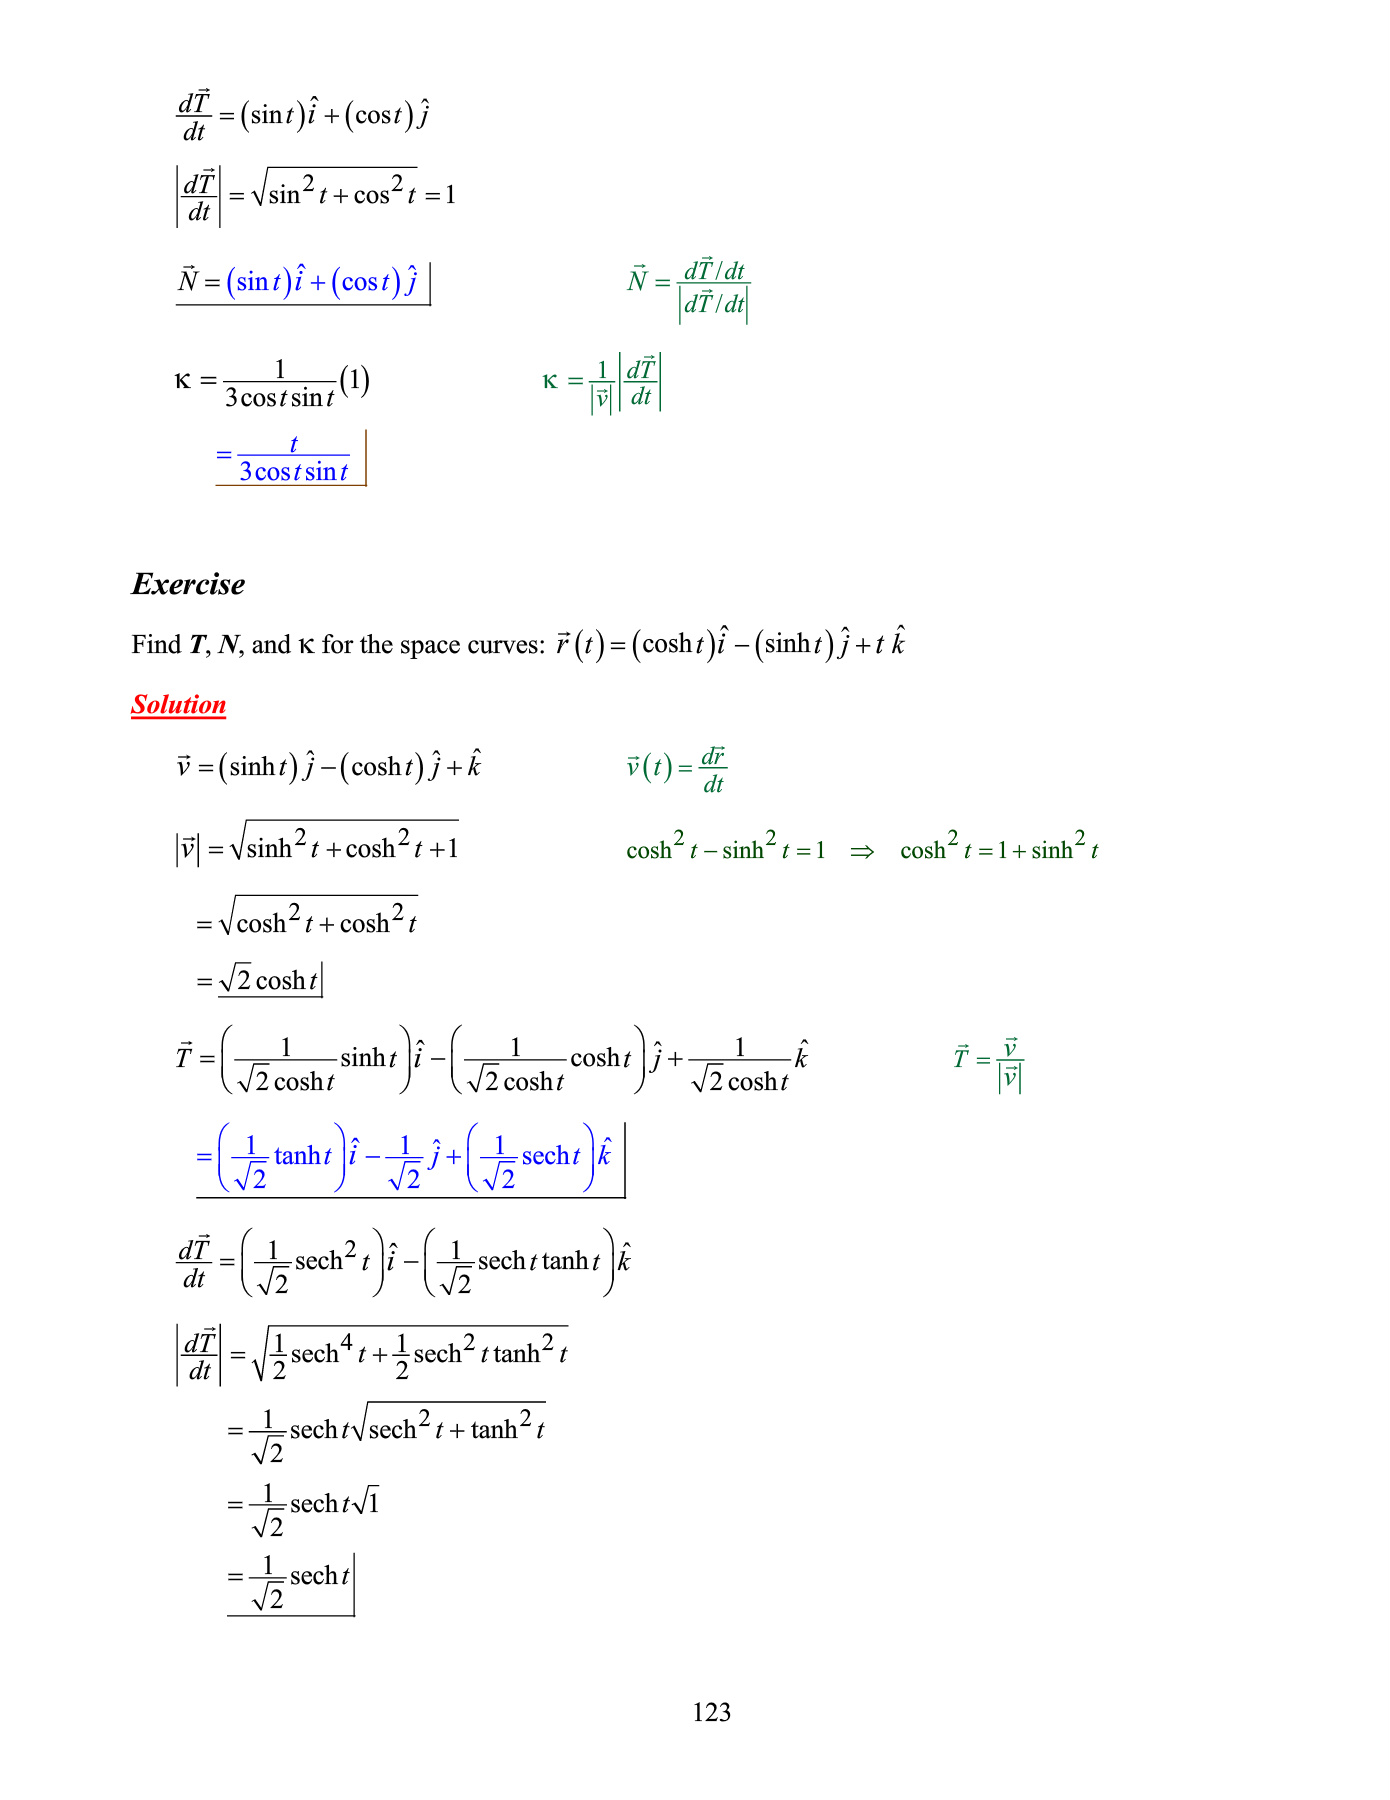 $\frac{d\vec{T}}{dt} = (\sin t)\hat{i} + (\cos t)\hat{j}$
$\left|\frac{d\vec{T}}{dt}\right| = \sqrt{\sin^2 t + \cos^2 t} = 1$
$\vec{N} = (\sin t)\hat{i} + (\cos t)\hat{j}$ $\vec{N} = \frac{d\vec{T}/dt}{|d\vec{T}/dt|}$
$\kappa = \frac{1}{3\cos t \sin t}(1)$ $\kappa = \frac{1}{|\vec{v}|}\left|\frac{d\vec{T}}{dt}\right|$
$= \frac{t}{3\cos t \sin t}$
Exercise
Find T, N, and κ for the space curves: $\vec{r}(t) = (\cosh t)\hat{i} - (\sinh t)\hat{j} + t\,\hat{k}$
Solution
$\vec{v} = (\sinh t)\hat{j} - (\cosh t)\hat{j} + \hat{k}$ $\vec{v}(t) = \frac{d\vec{r}}{dt}$
$|\vec{v}| = \sqrt{\sinh^2 t + \cosh^2 t + 1}$ $\cosh^2 t - \sinh^2 t = 1 \Rightarrow \cosh^2 t = 1 + \sinh^2 t$
$= \sqrt{\cosh^2 t + \cosh^2 t}$
$= \sqrt{2}\cosh t$
$\vec{T} = \left(\frac{1}{\sqrt{2}\cosh t}\sinh t\right)\hat{i} - \left(\frac{1}{\sqrt{2}\cosh t}\cosh t\right)\hat{j} + \frac{1}{\sqrt{2}\cosh t}\hat{k}$ $\vec{T} = \frac{\vec{v}}{|\vec{v}|}$
$= \left(\frac{1}{\sqrt{2}}\tanh t\right)\hat{i} - \frac{1}{\sqrt{2}}\hat{j} + \left(\frac{1}{\sqrt{2}}\operatorname{sech} t\right)\hat{k}$
$\frac{d\vec{T}}{dt} = \left(\frac{1}{\sqrt{2}}\operatorname{sech}^2 t\right)\hat{i} - \left(\frac{1}{\sqrt{2}}\operatorname{sech} t \tanh t\right)\hat{k}$
$\left|\frac{d\vec{T}}{dt}\right| = \sqrt{\frac{1}{2}\operatorname{sech}^4 t + \frac{1}{2}\operatorname{sech}^2 t \tanh^2 t}$
$= \frac{1}{\sqrt{2}}\operatorname{sech} t\sqrt{\operatorname{sech}^2 t + \tanh^2 t}$
$= \frac{1}{\sqrt{2}}\operatorname{sech} t\sqrt{1}$
$= \frac{1}{\sqrt{2}}\operatorname{sech} t$
123